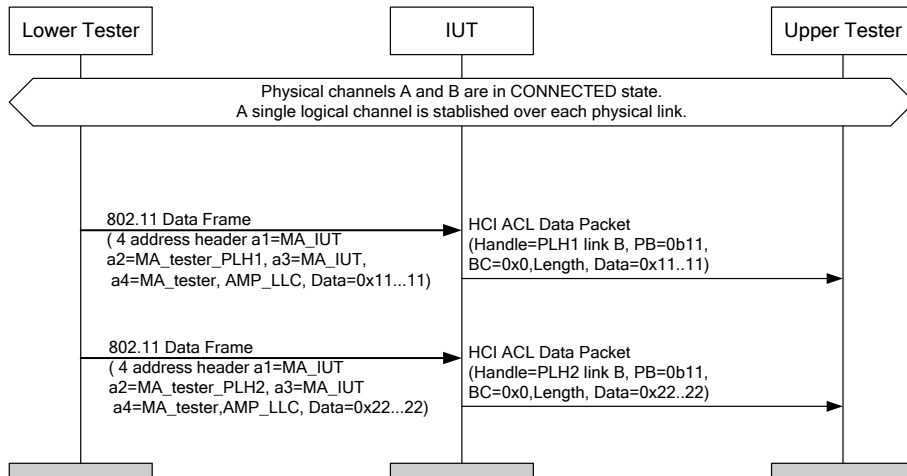 Lower Tester
IUT
Upper Tester
Physical channels A and B are in CONNECTED state.
A single logical channel is stablished over each physical link.
802.11 Data Frame
( 4 address header a1=MA_IUT
a2=MA_tester_PLH1, a3=MA_IUT,
a4=MA_tester, AMP_LLC, Data=0x11...11)
HCI ACL Data Packet
(Handle=PLH1 link B, PB=0b11,
BC=0x0,Length, Data=0x11..11)
802.11 Data Frame
( 4 address header a1=MA_IUT
a2=MA_tester_PLH2, a3=MA_IUT
a4=MA_tester,AMP_LLC, Data=0x22...22)
HCI ACL Data Packet
(Handle=PLH2 link B, PB=0b11,
BC=0x0,Length, Data=0x22..22)